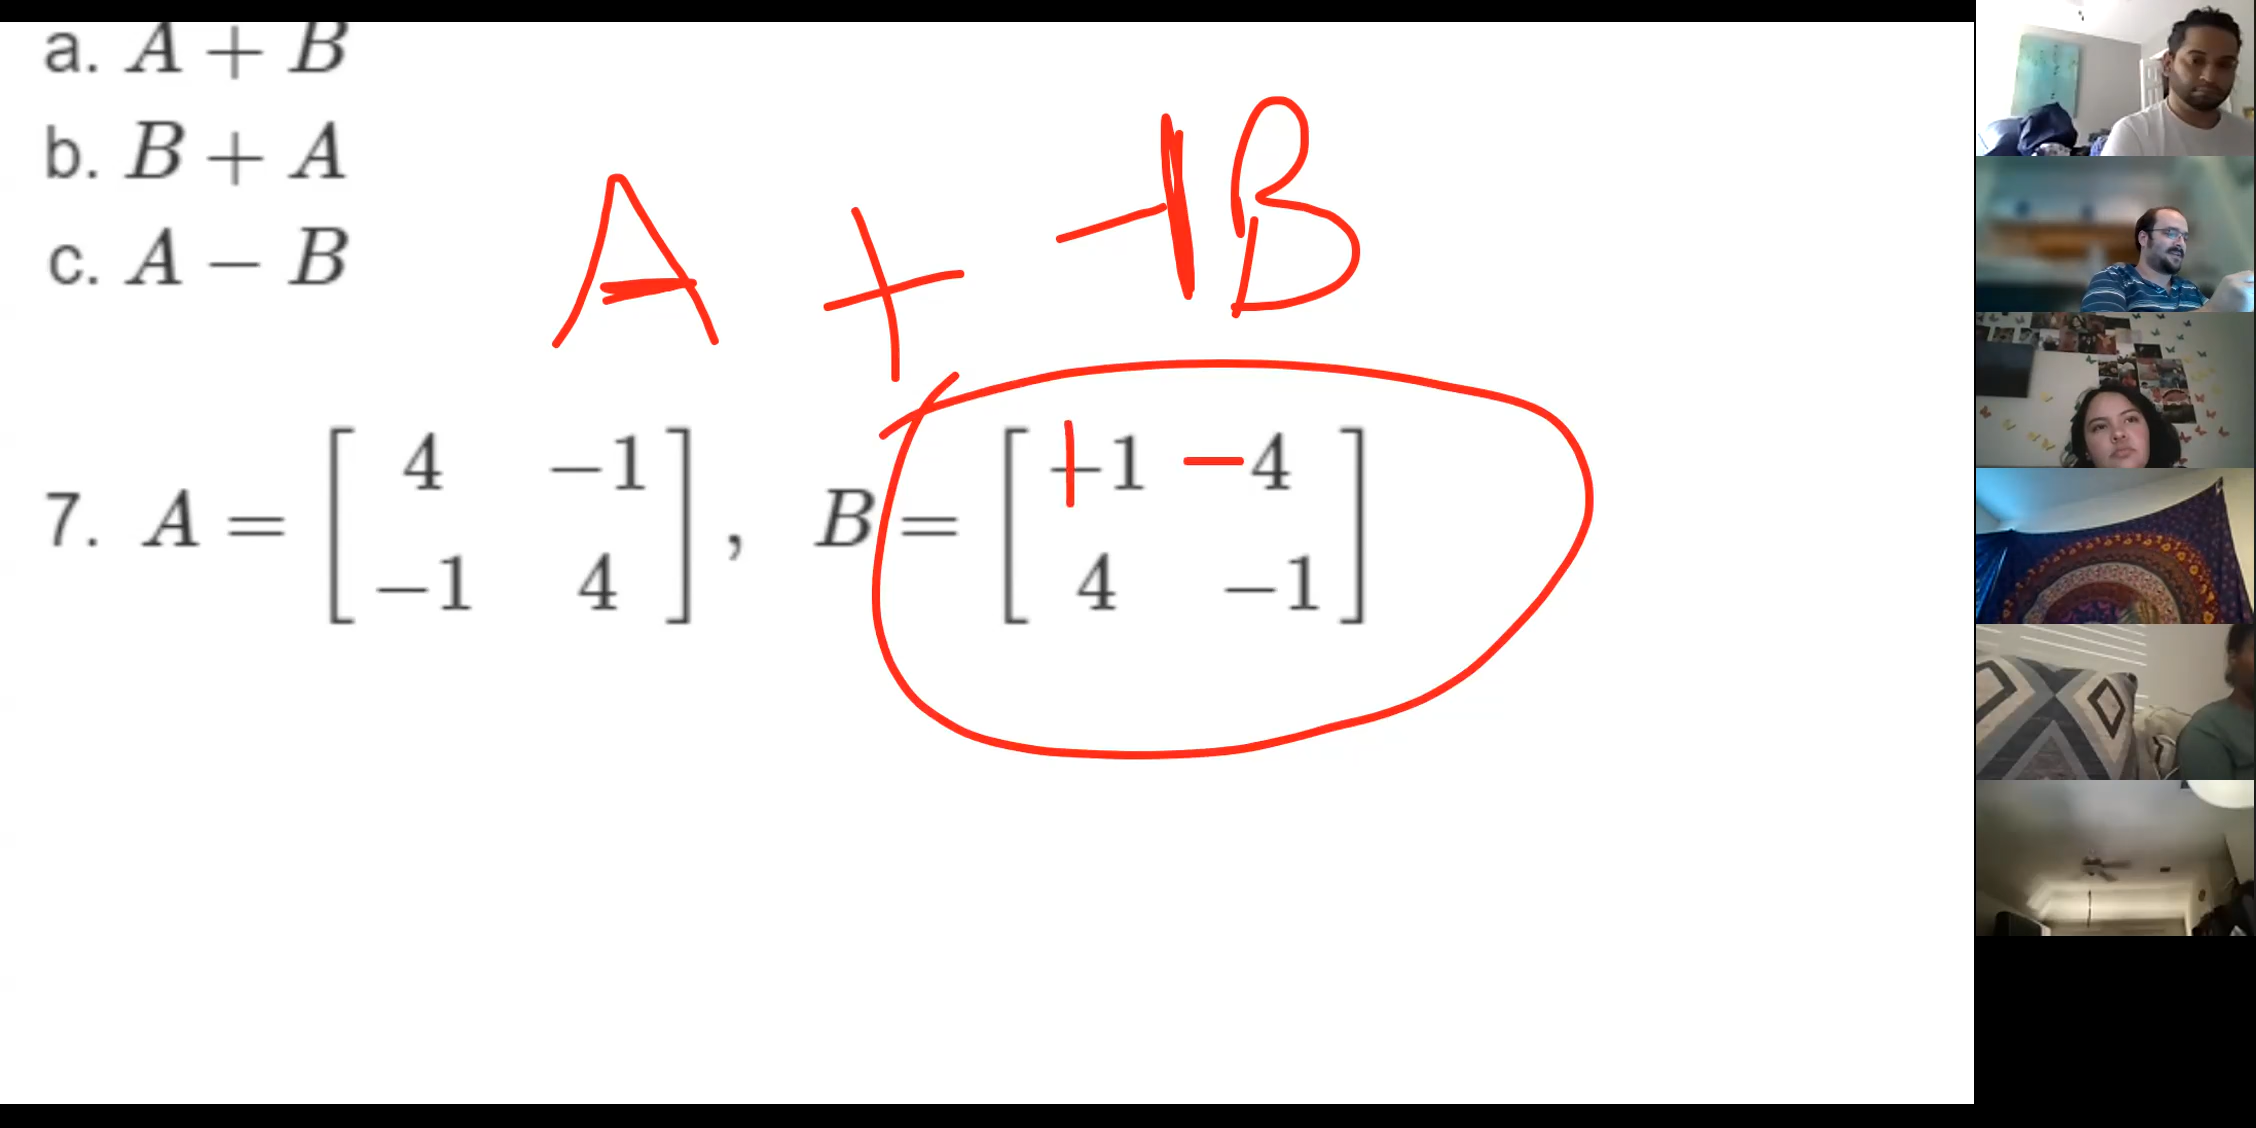 a. A + B
b. B + A
c. A − B
A + −1B
7. A = [ 4 −1 ; −1 4 ] , B = [ +1 −4 ; 4 −1 ]